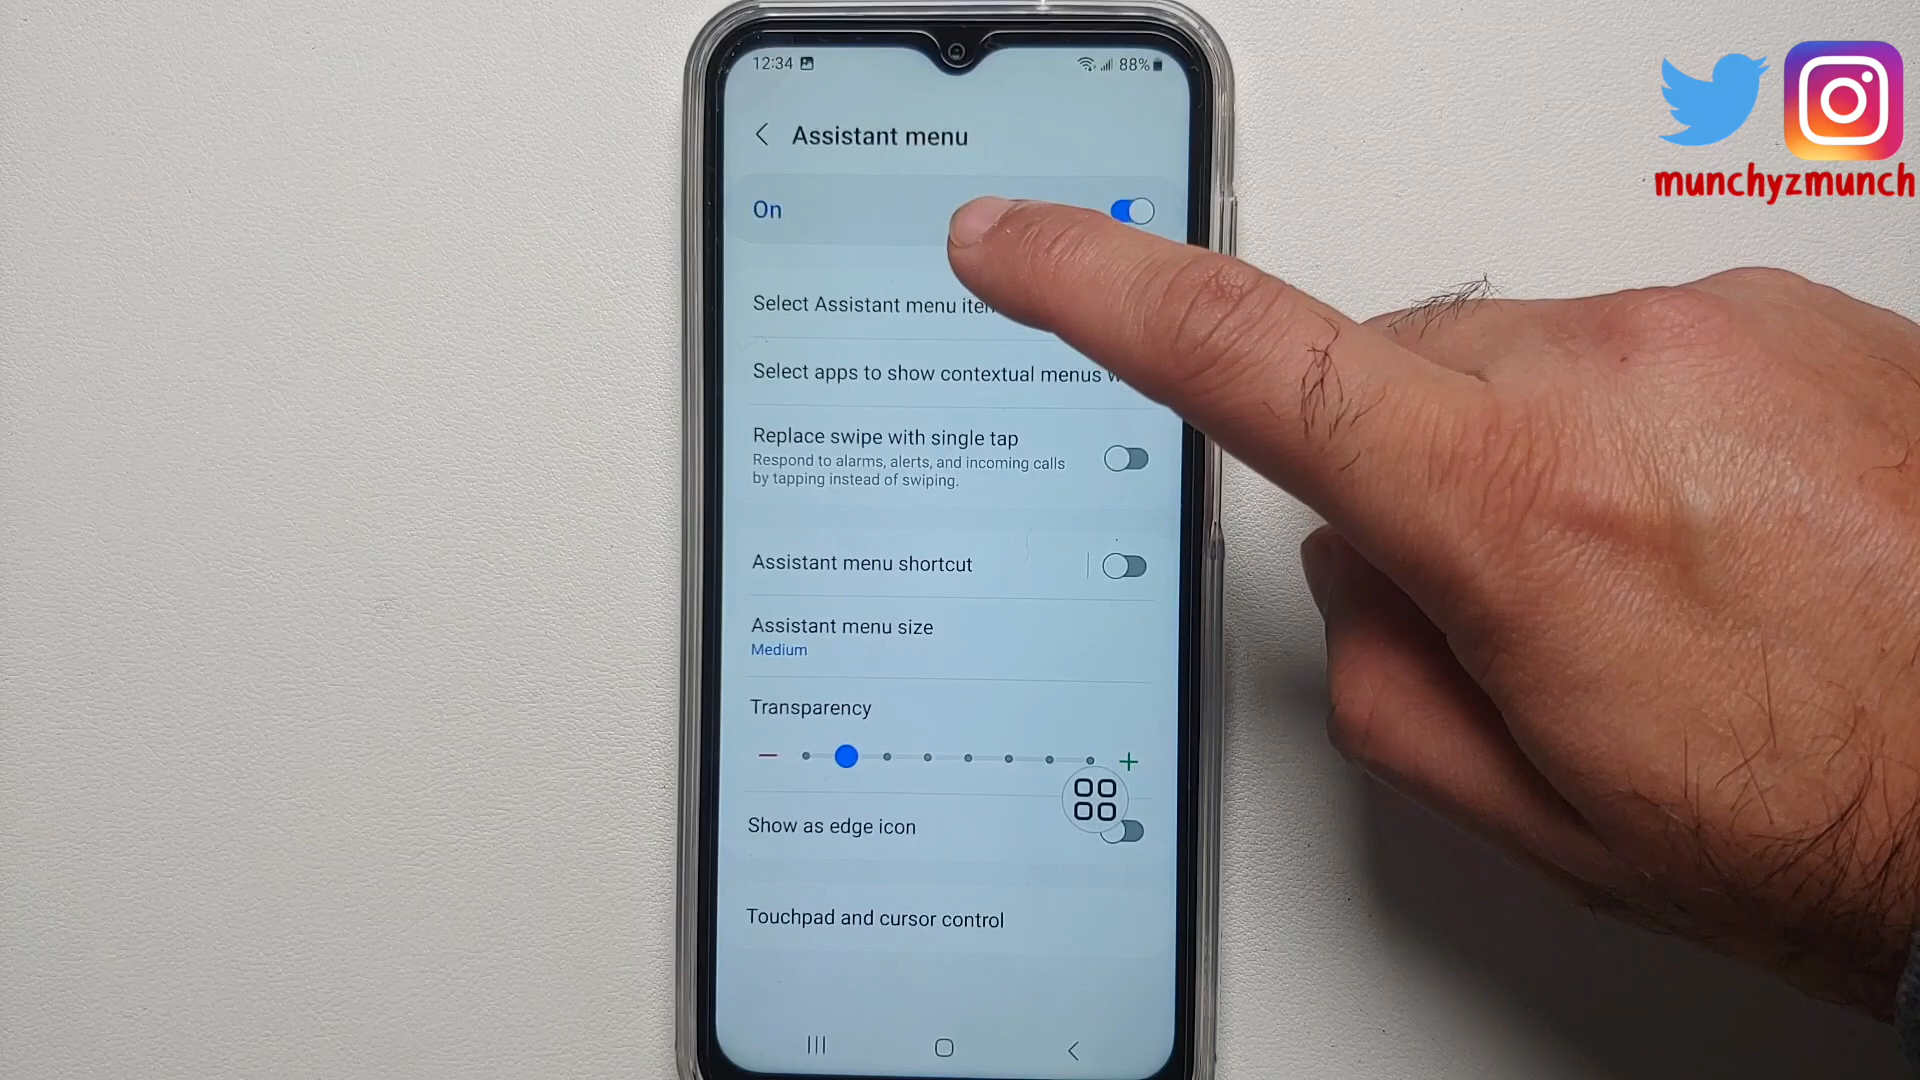 12:34
88%
Assistant menu
On
Select Assistant menu
Select apps to show contextual menus
Replace swipe with single tap
Respond to alarms, alerts, and incoming calls
by tapping instead of swiping.
Assistant menu shortcut
Assistant menu size
Medium
Transparency
Show as edge icon
Touchpad and cursor control
munchyzmunch